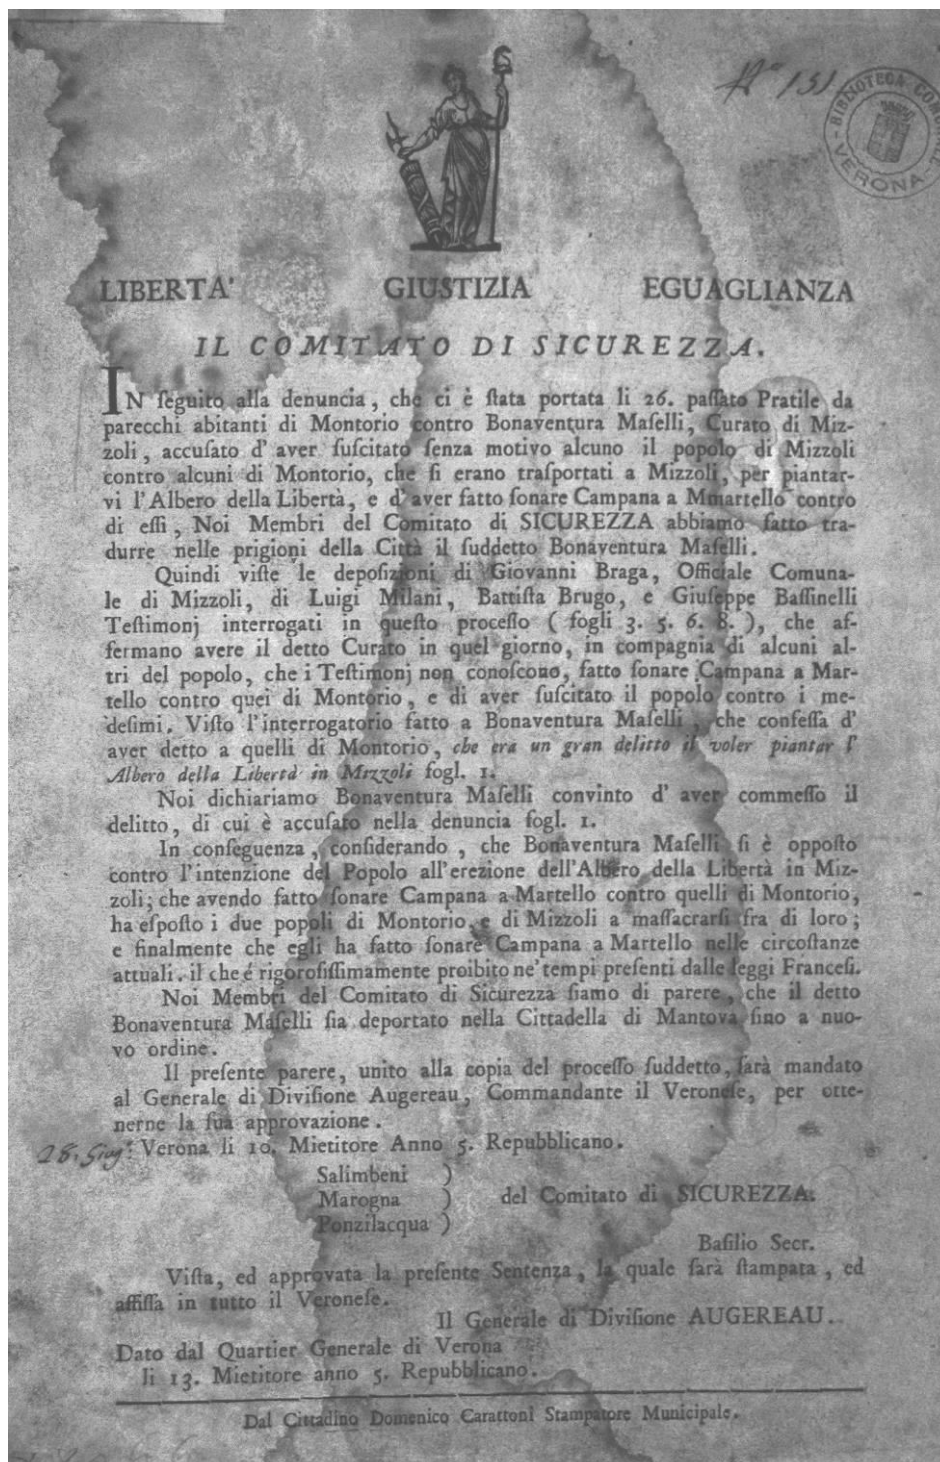 Nº 131
BIBLIOTECA COMUNALE
VERONA
LIBERTA' GIUSTIZIA EGUAGLIANZA
IL COMITATO DI SICUREZZA.
IN ſeguito alla denuncia, che ci è ſtata portata li 26. paſſato Pratile da
parecchi abitanti di Montorio contro Bonaventura Maſelli, Curato di Miz-
zoli, accuſato d' aver ſuſcitato ſenza motivo alcuno il popolo di Mizzoli
contro alcuni di Montorio, che ſi erano traſportati a Mizzoli, per piantar-
vi l'Albero della Libertà, e d'aver fatto ſonare Campana a Mmartello contro
di eſſi, Noi Membri del Comitato di SICUREZZA abbiamo fatto tra-
durre nelle prigioni della Città il ſuddetto Bonaventura Maſelli.
Quindi viſte le depoſizioni di Giovanni Braga, Officiale Comuna-
le di Mizzoli, di Luigi Milani, Battiſta Brugo, e Giuſeppe Baſſinelli
Teſtimonj interrogati in queſto proceſſo ( fogli 3. 5. 6. 8. ), che af-
fermano avere il detto Curato in quel giorno, in compagnia di alcuni al-
tri del popolo, che i Teſtimonj non conoſcono, fatto ſonare Campana a Mar-
tello contro quei di Montorio, e di aver ſuſcitato il popolo contro i me-
deſimi. Viſto l'interrogatorio fatto a Bonaventura Maſelli, che confeſſa d'
aver detto a quelli di Montorio, che era un gran delitto il voler piantar l'
Albero della Libertà in Mizzoli fogl. 1.
Noi dichiariamo Bonaventura Maſelli convinto d' aver commeſſo il
delitto, di cui è accuſato nella denuncia fogl. 1.
In conſeguenza, conſiderando, che Bonaventura Maſelli ſi è oppoſto
contro l'intenzione del Popolo all'erezione dell'Albero della Libertà in Miz-
zoli; che avendo fatto ſonare Campana a Martello contro quelli di Montorio,
ha eſpoſto i due popoli di Montorio, e di Mizzoli a maſſacrarſi fra di loro;
e finalmente che egli ha fatto ſonare Campana a Martello nelle circoſtanze
attuali. il che é rigoroſiſſimamente proibito ne' tempi preſenti dalle leggi Franceſi.
Noi Membri del Comitato di Sicurezza ſiamo di parere, che il detto
Bonaventura Maſelli ſia deportato nella Cittadella di Mantova ſino a nuo-
vo ordine.
Il preſente parere, unito alla copia del proceſſo ſuddetto, ſarà mandato
al Generale di Diviſione Augereau, Commandante il Veroneſe, per otte-
nerne la ſua approvazione.
28. Giug: Verona li 10. Mietitore Anno 5. Repubblicano.
Salimbeni )
Marogna ) del Comitato di SICUREZZA.
Ponzilacqua )
Baſilio Secr.
Viſta, ed approvata la preſente Sentenza, la quale ſarà ſtampata, ed
affiſſa in tutto il Veroneſe.
Il Generale di Diviſione AUGEREAU.
Dato dal Quartier Generale di Verona
li 13. Mietitore anno 5. Repubblicano.
Dal Cittadino Domenico Carattoni Stampatore Municipale.